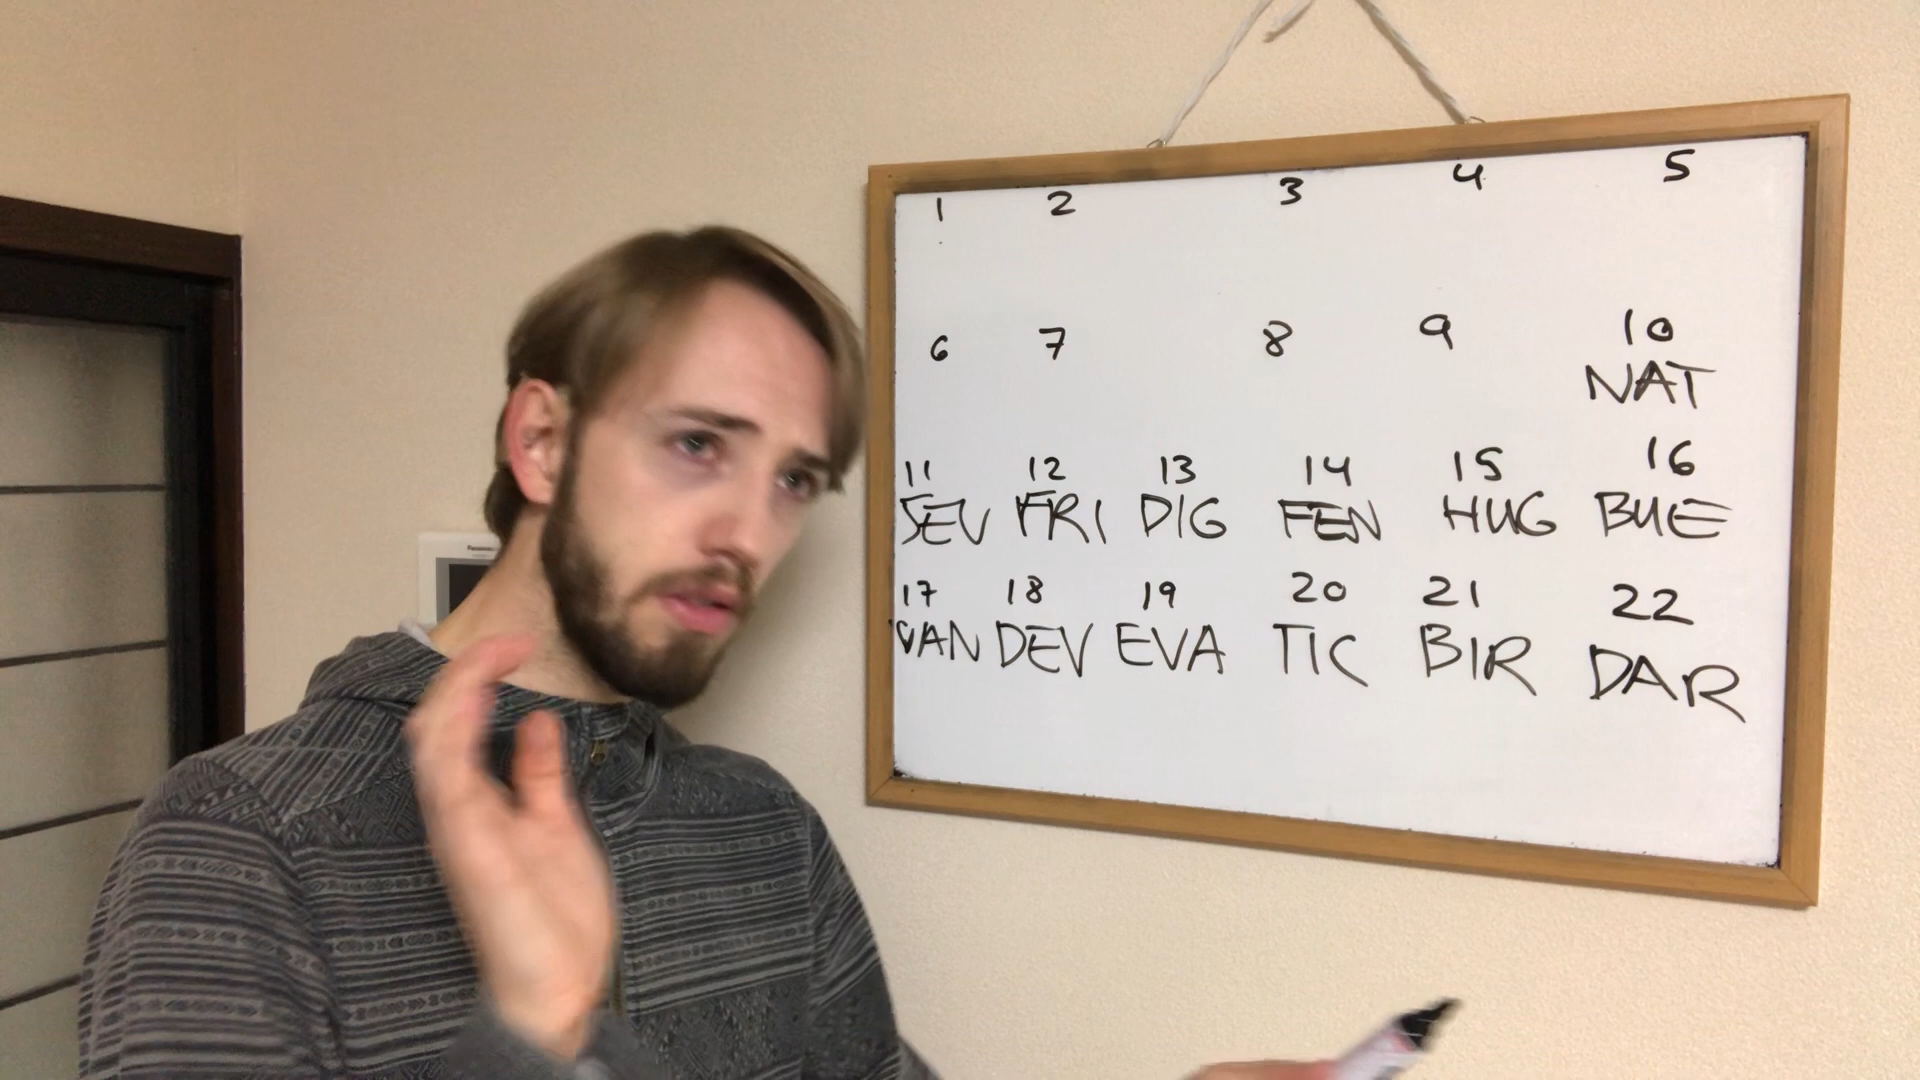 1 2 3 4 5
6 7 8 9 10
NAT
11 12 13 14 15 16
SEV FRI DIG FEN HUG BUE
17 18 19 20 21 22
VAN DEV EVA TIC BIR DAR
Panasonic